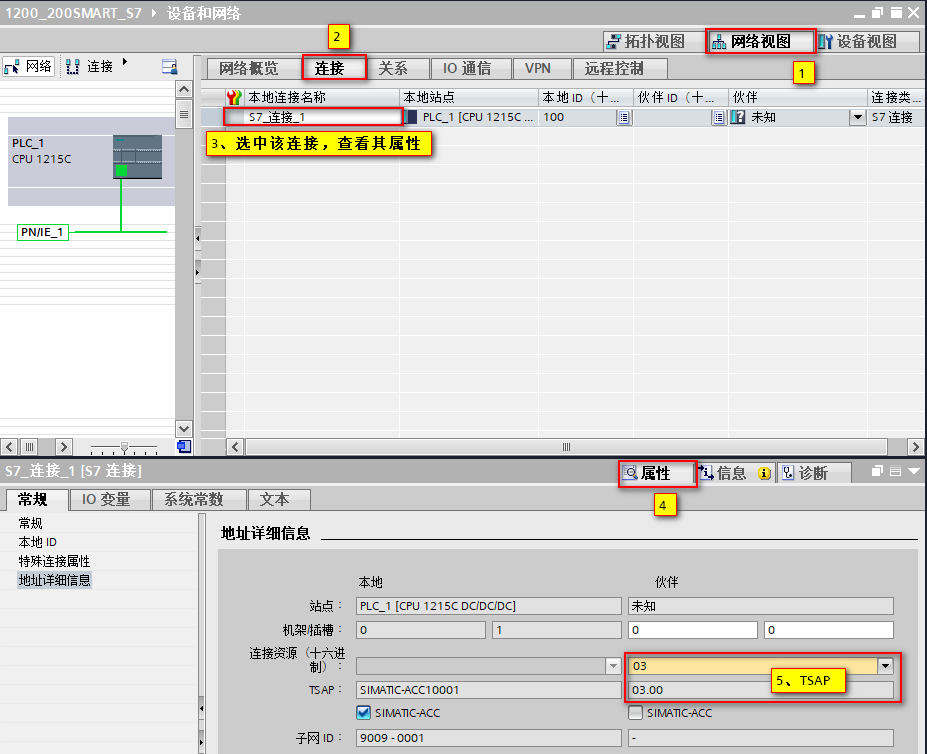 1200_200SMART_S7 ▸ 设备和网络
2
拓扑视图 网络视图 设备视图
1
网络 连接
网络概览 连接 关系 IO 通信 VPN 远程控制
本地连接名称 本地站点 本地 ID（十... 伙伴 ID（十... 伙伴 连接类...
S7_连接_1 PLC_1 [CPU 1215C ... 100 未知 S7 连接
3、选中该连接，查看其属性
PLC_1
CPU 1215C
PN/IE_1
S7_连接_1 [S7 连接]
属性 信息 诊断
4
常规 IO 变量 系统常数 文本
常规
本地 ID
特殊连接属性
地址详细信息
地址详细信息
本地 伙伴
站点： PLC_1 [CPU 1215C DC/DC/DC] 未知
机架/插槽： 0 1 0 0
连接资源（十六进
制）： 03
5、TSAP
TSAP： SIMATIC-ACC10001 03.00
SIMATIC-ACC SIMATIC-ACC
子网 ID： 9009 - 0001 -